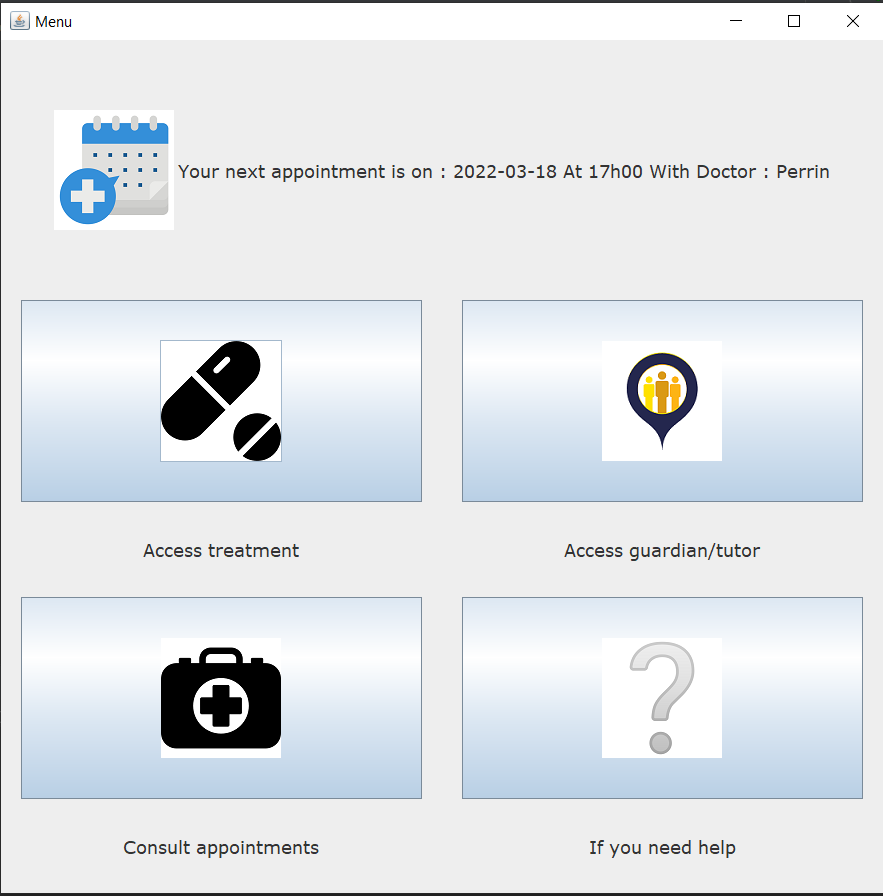 Menu
Your next appointment is on : 2022-03-18 At 17h00 With Doctor : Perrin
Access treatment
Access guardian/tutor
Consult appointments
If you need help